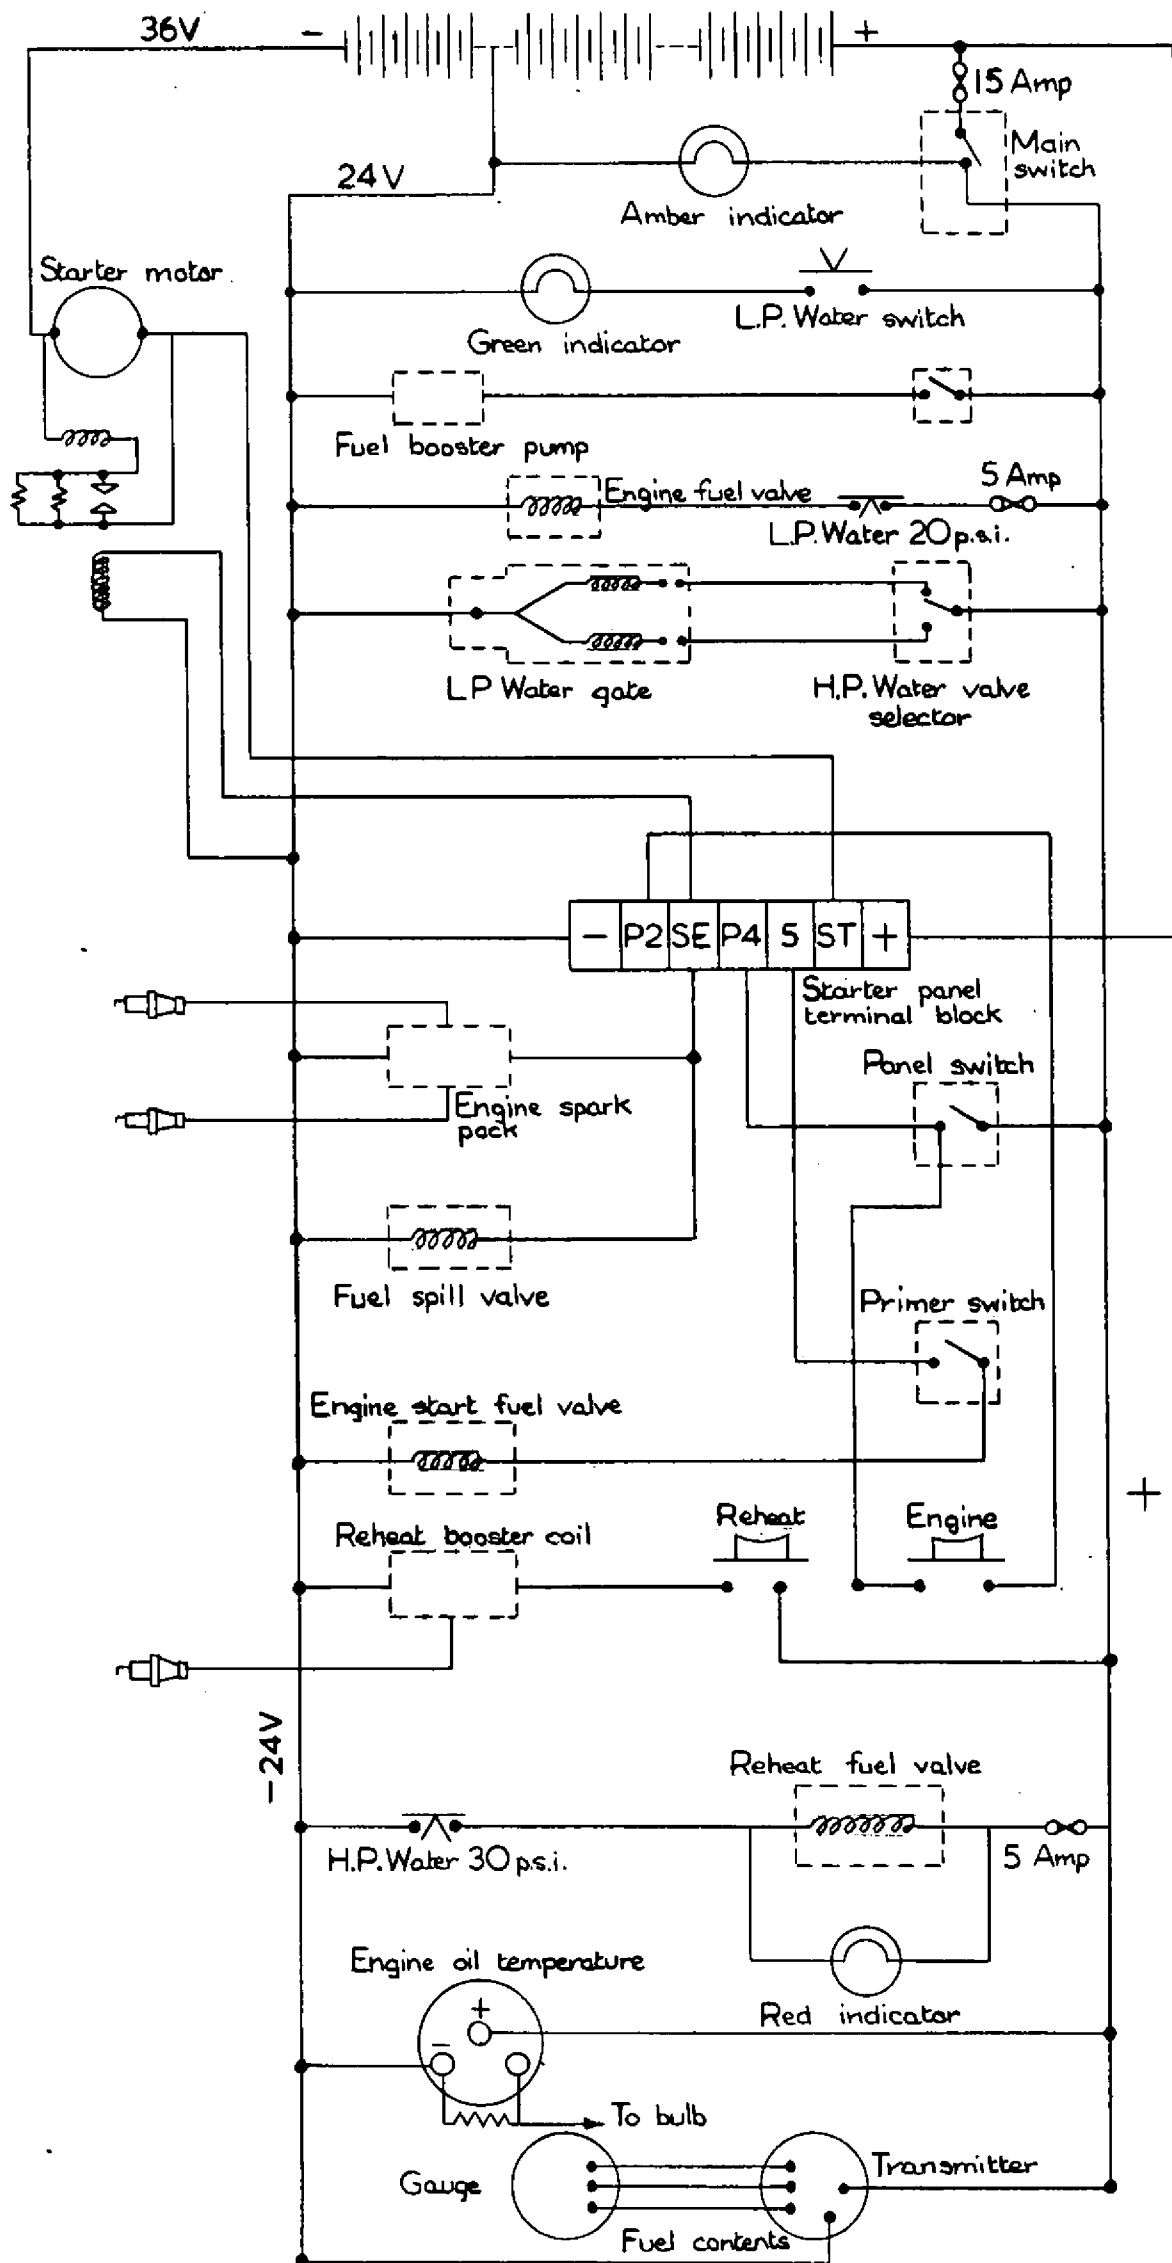 36V
-
+
15 Amp
Main
switch
24V
Amber indicator
Starter motor
L.P. Water switch
Green indicator
Fuel booster pump
Engine fuel valve
5 Amp
L.P. Water 20 p.s.i.
LP Water gate
H.P. Water valve
selector
- P2 SE P4 5 ST +
Starter panel
terminal block
Panel switch
Engine spark
pack
Fuel spill valve
Primer switch
Engine start fuel valve
+
Reheat
Engine
Reheat booster coil
-24V
Reheat fuel valve
H.P. Water 30 p.s.i.
5 Amp
Engine oil temperature
+
-
Red indicator
To bulb
Transmitter
Gauge
Fuel contents